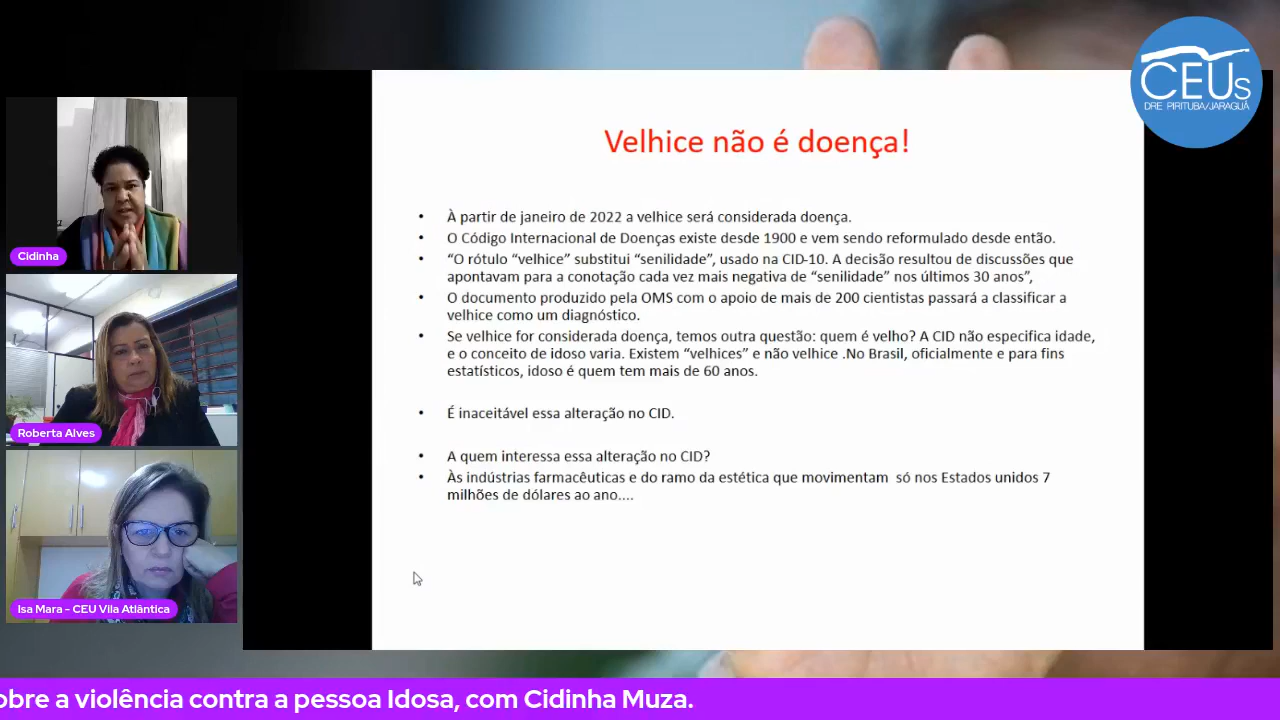 CEUs
DRE PIRITUBA/JARAGUÁ
Velhice não é doença!
• À partir de janeiro de 2022 a velhice será considerada doença.
• O Código Internacional de Doenças existe desde 1900 e vem sendo reformulado desde então.
• “O rótulo “velhice” substitui “senilidade”, usado na CID-10. A decisão resultou de discussões que
apontavam para a conotação cada vez mais negativa de “senilidade” nos últimos 30 anos”,
• O documento produzido pela OMS com o apoio de mais de 200 cientistas passará a classificar a
velhice como um diagnóstico.
• Se velhice for considerada doença, temos outra questão: quem é velho? A CID não especifica idade,
e o conceito de idoso varia. Existem “velhices” e não velhice .No Brasil, oficialmente e para fins
estatísticos, idoso é quem tem mais de 60 anos.
• É inaceitável essa alteração no CID.
• A quem interessa essa alteração no CID?
• Às indústrias farmacêuticas e do ramo da estética que movimentam só nos Estados unidos 7
milhões de dólares ao ano....
Cidinha
Roberta Alves
Isa Mara - CEU Vila Atlântica
obre a violência contra a pessoa Idosa, com Cidinha Muza.